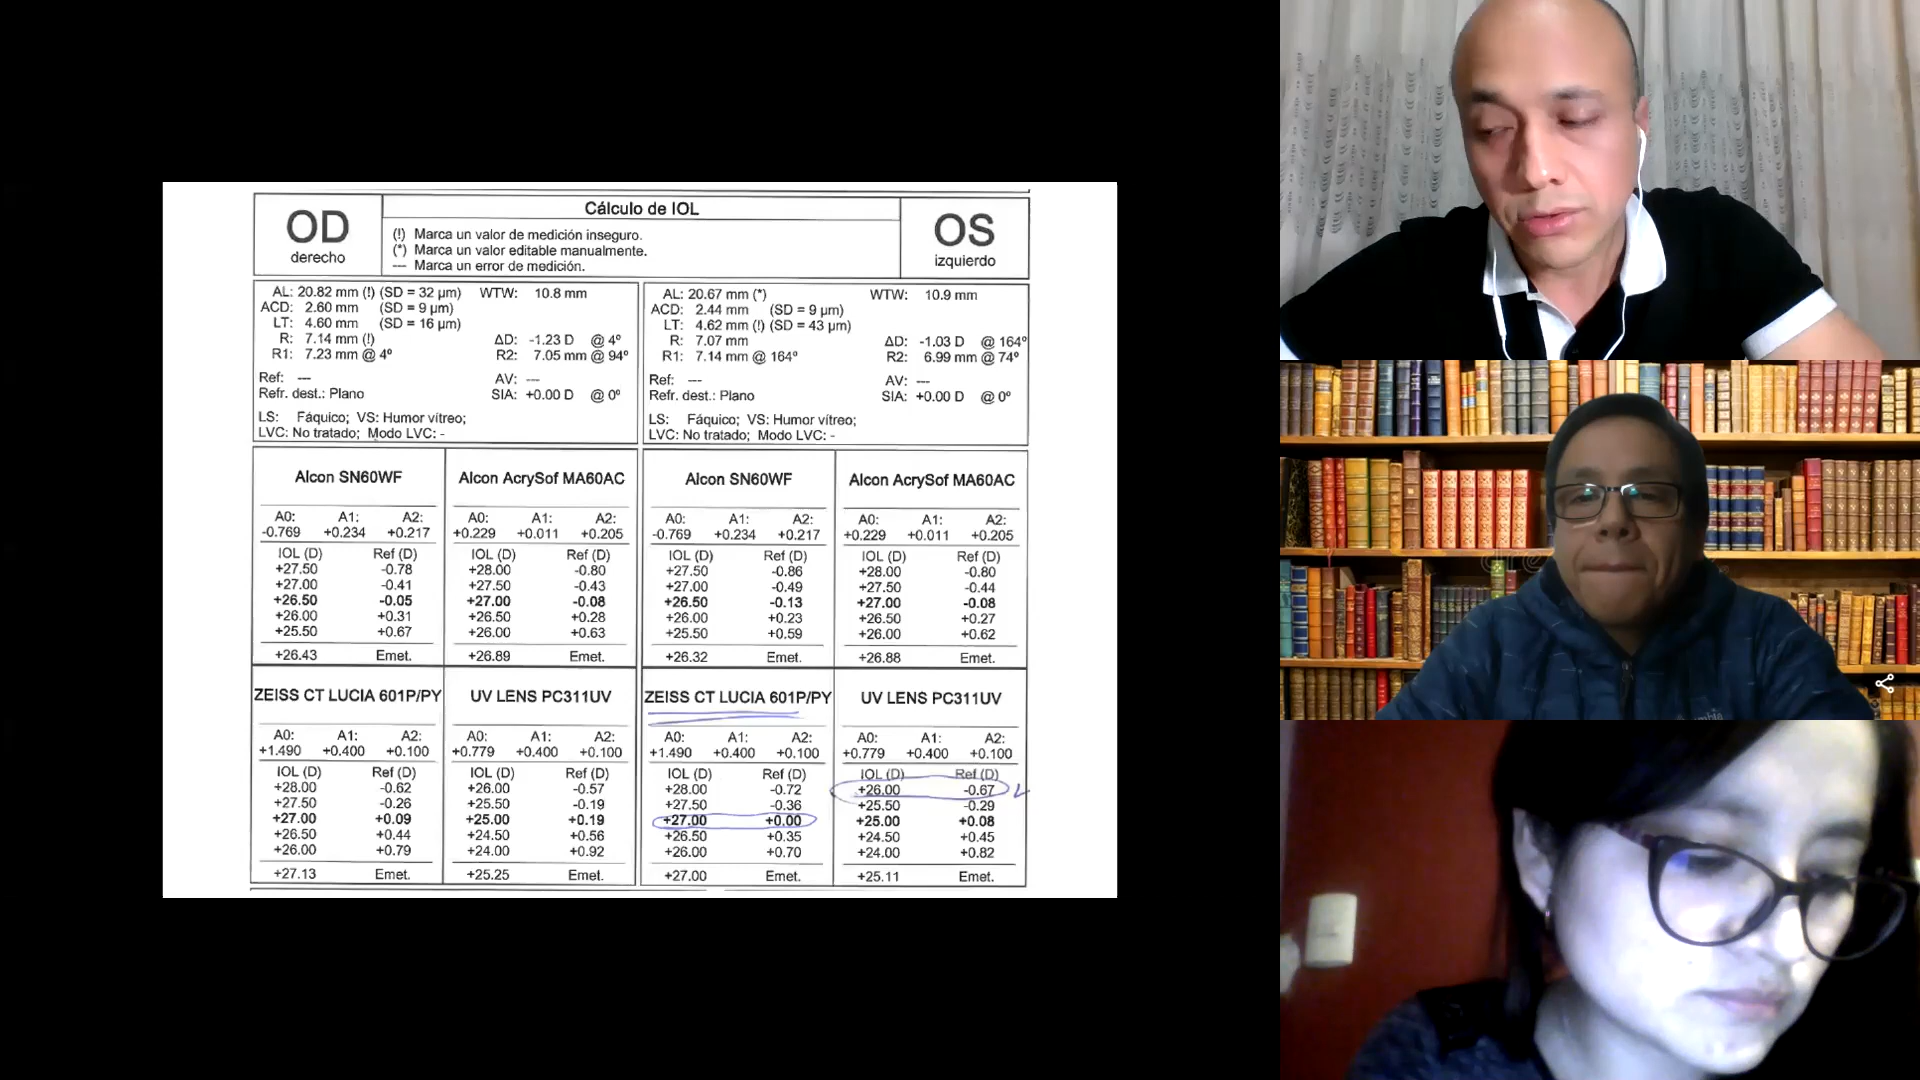 OD
derecho
Cálculo de IOL
(!) Marca un valor de medición inseguro.
(*) Marca un valor editable manualmente.
--- Marca un error de medición.
OS
izquierdo
AL: 20.82 mm (!) (SD = 32 µm) WTW: 10.8 mm
ACD: 2.60 mm (SD = 9 µm)
LT: 4.60 mm (SD = 16 µm)
R: 7.14 mm (!) ΔD: -1.23 D @ 4º
R1: 7.23 mm @ 4º R2: 7.05 mm @ 94º
Ref: --- AV: ---
Refr. dest.: Plano SIA: +0.00 D @ 0º
LS: Fáquico; VS: Humor vítreo;
LVC: No tratado; Modo LVC: -
AL: 20.67 mm (*) WTW: 10.9 mm
ACD: 2.44 mm (SD = 9 µm)
LT: 4.62 mm (!) (SD = 43 µm)
R: 7.07 mm ΔD: -1.03 D @ 164º
R1: 7.14 mm @ 164º R2: 6.99 mm @ 74º
Ref: --- AV: ---
Refr. dest.: Plano SIA: +0.00 D @ 0º
LS: Fáquico; VS: Humor vítreo;
LVC: No tratado; Modo LVC: -
Alcon SN60WF
A0: A1: A2:
-0.769 +0.234 +0.217
IOL (D) Ref (D)
+27.50 -0.78
+27.00 -0.41
+26.50 -0.05
+26.00 +0.31
+25.50 +0.67
+26.43 Emet.
Alcon AcrySof MA60AC
A0: A1: A2:
+0.229 +0.011 +0.205
IOL (D) Ref (D)
+28.00 -0.80
+27.50 -0.43
+27.00 -0.08
+26.50 +0.28
+26.00 +0.63
+26.89 Emet.
Alcon SN60WF
A0: A1: A2:
-0.769 +0.234 +0.217
IOL (D) Ref (D)
+27.50 -0.86
+27.00 -0.49
+26.50 -0.13
+26.00 +0.23
+25.50 +0.59
+26.32 Emet.
Alcon AcrySof MA60AC
A0: A1: A2:
+0.229 +0.011 +0.205
IOL (D) Ref (D)
+28.00 -0.80
+27.50 -0.44
+27.00 -0.08
+26.50 +0.27
+26.00 +0.62
+26.88 Emet.
ZEISS CT LUCIA 601P/PY
A0: A1: A2:
+1.490 +0.400 +0.100
IOL (D) Ref (D)
+28.00 -0.62
+27.50 -0.26
+27.00 +0.09
+26.50 +0.44
+26.00 +0.79
+27.13 Emet.
UV LENS PC311UV
A0: A1: A2:
+0.779 +0.400 +0.100
IOL (D) Ref (D)
+26.00 -0.57
+25.50 -0.19
+25.00 +0.19
+24.50 +0.56
+24.00 +0.92
+25.25 Emet.
ZEISS CT LUCIA 601P/PY
A0: A1: A2:
+1.490 +0.400 +0.100
IOL (D) Ref (D)
+28.00 -0.72
+27.50 -0.36
+27.00 +0.00
+26.50 +0.35
+26.00 +0.70
+27.00 Emet.
UV LENS PC311UV
A0: A1: A2:
+0.779 +0.400 +0.100
IOL (D) Ref (D)
+26.00 -0.67
+25.50 -0.29
+25.00 +0.08
+24.50 +0.45
+24.00 +0.82
+25.11 Emet.